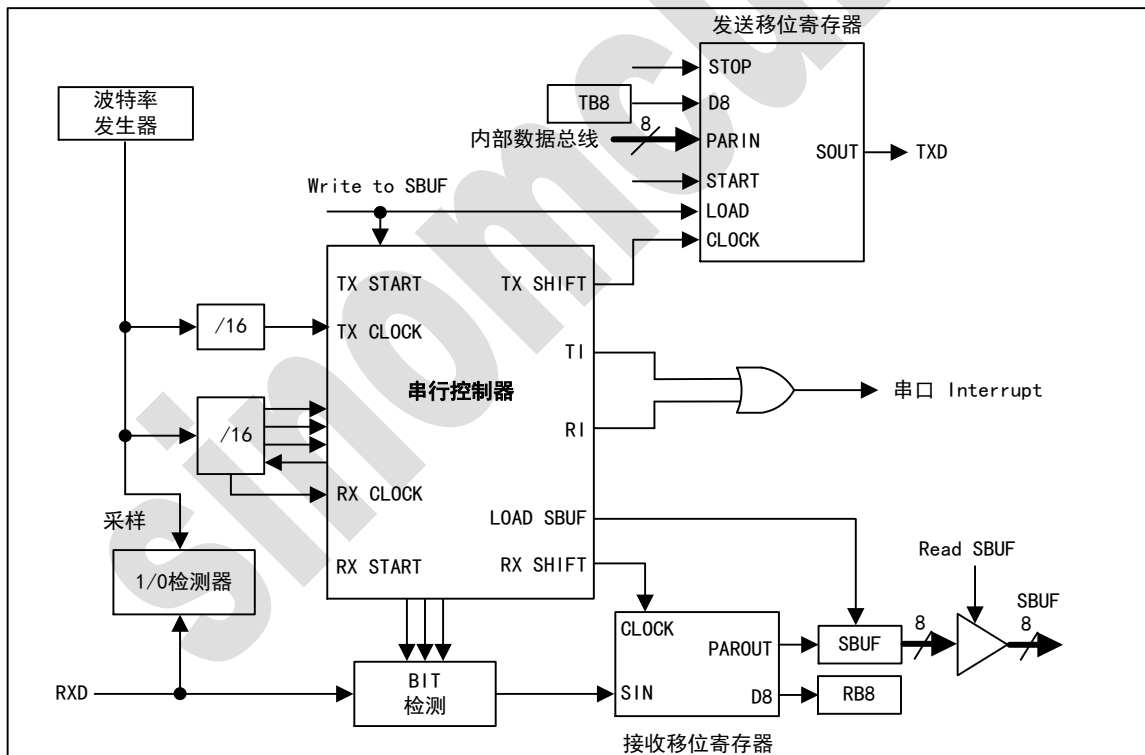 发送移位寄存器
STOP
TB8
D8
波特率
发生器
8
内部数据总线
PARIN
SOUT
TXD
START
Write to SBUF
LOAD
CLOCK
TX START
TX SHIFT
/16
TX CLOCK
TI
串行控制器
串口 Interrupt
/16
RI
RX CLOCK
采样
LOAD SBUF
Read SBUF
1/0检测器
RX START
RX SHIFT
SBUF
CLOCK
8
8
PAROUT
SBUF
RXD
BIT
检测
SIN
D8
RB8
接收移位寄存器
sinomcu